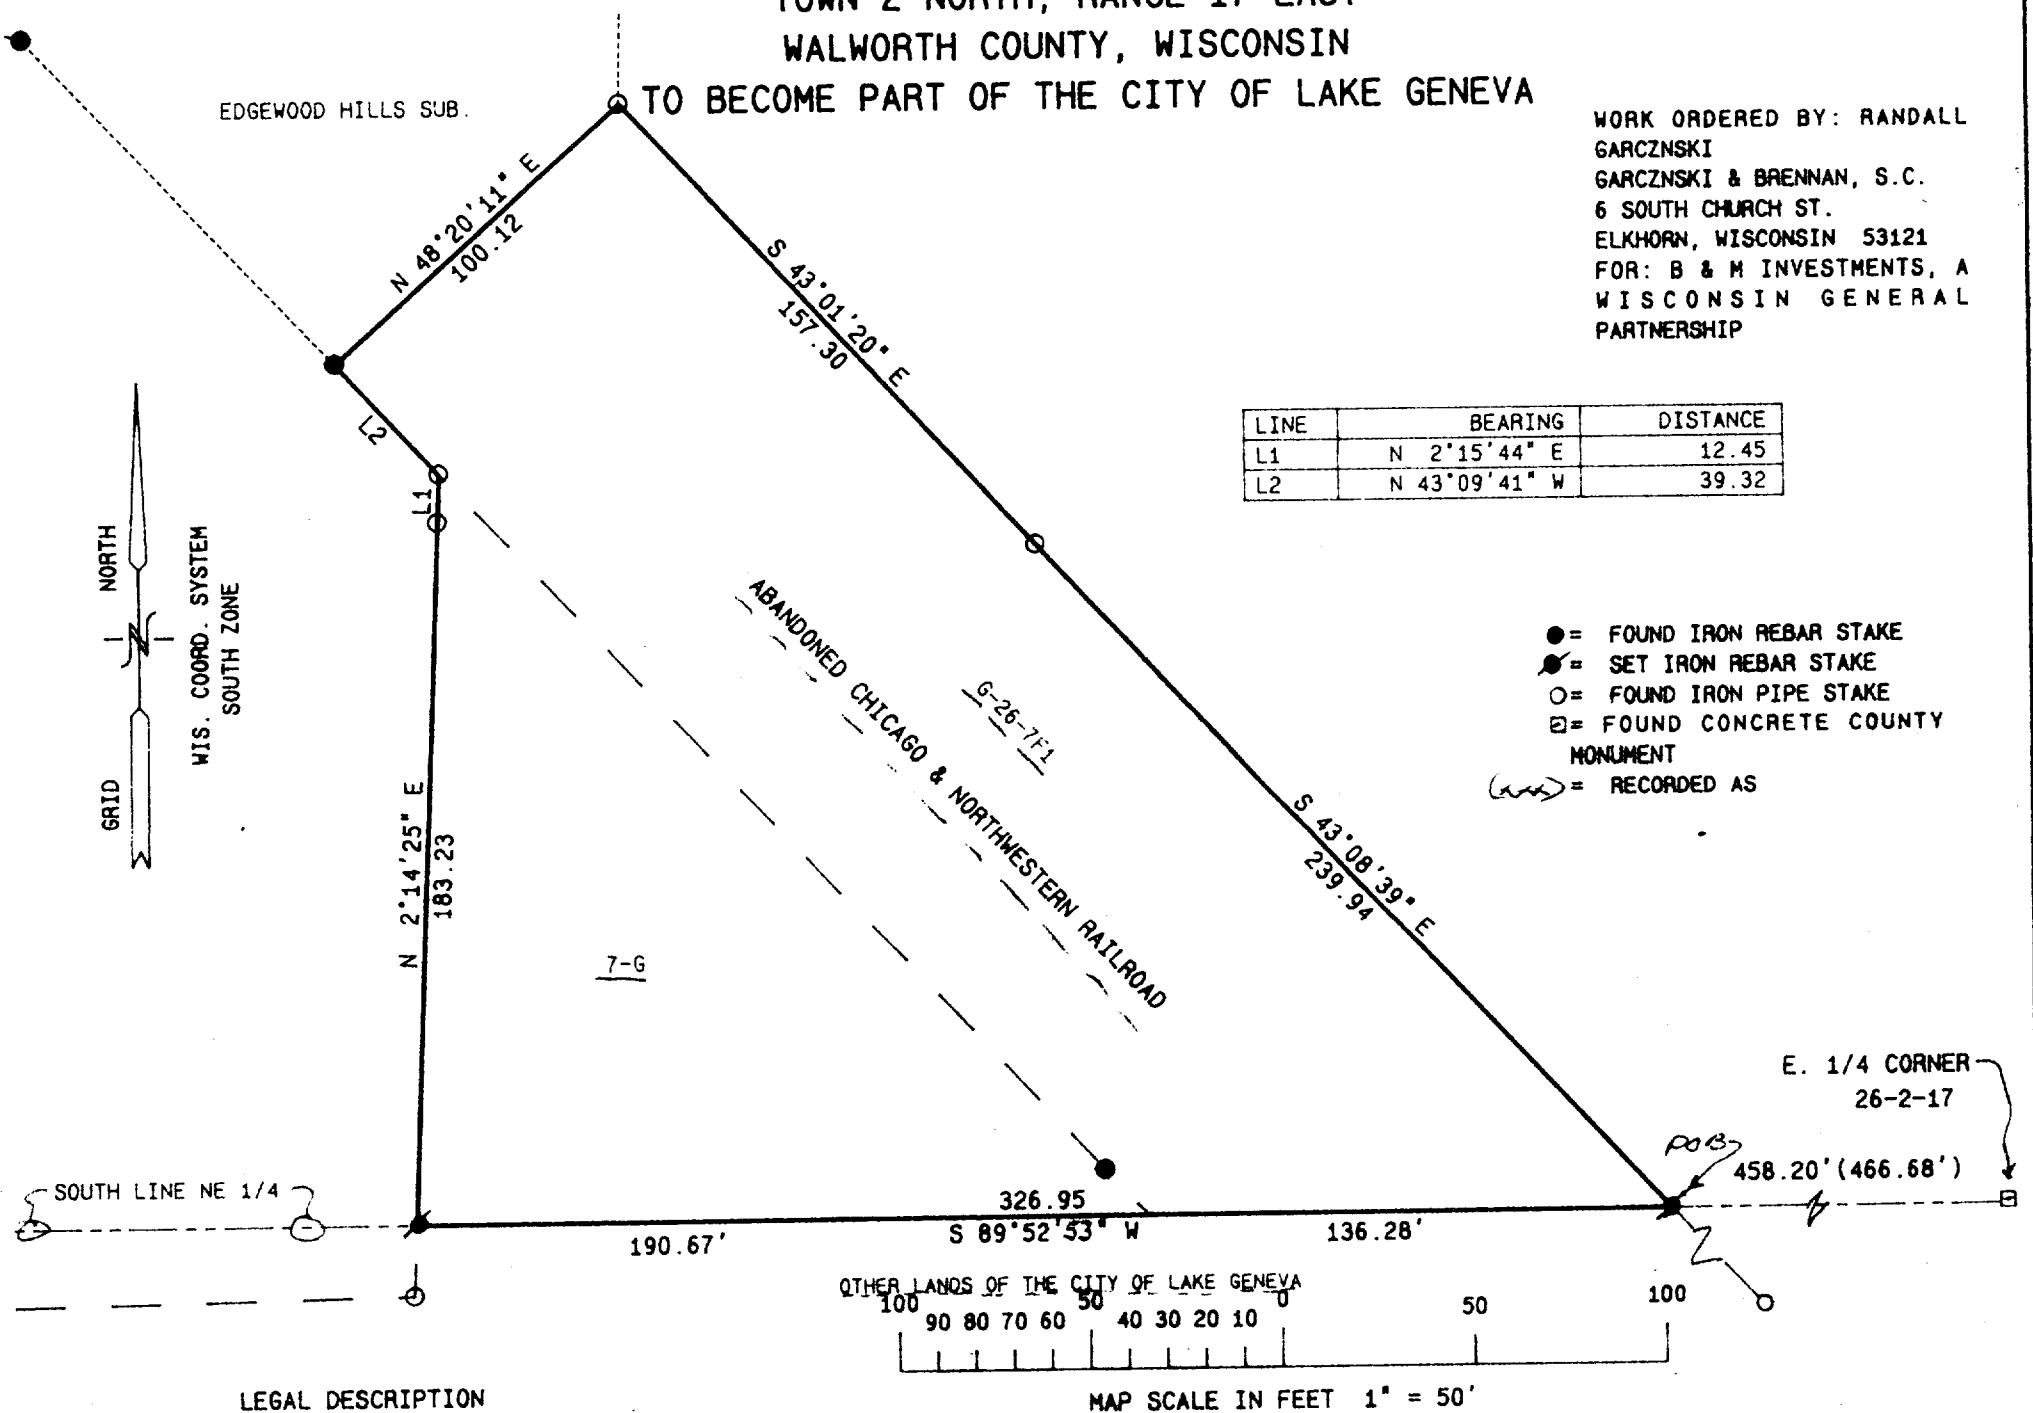 TOWN 2 NORTH, RANGE 17 EAST
WALWORTH COUNTY, WISCONSIN
TO BECOME PART OF THE CITY OF LAKE GENEVA
EDGEWOOD HILLS SUB.
WORK ORDERED BY: RANDALL
GARCZNSKI
GARCZNSKI & BRENNAN, S.C.
6 SOUTH CHURCH ST.
ELKHORN, WISCONSIN 53121
FOR: B & M INVESTMENTS, A
WISCONSIN GENERAL
PARTNERSHIP
N 48°20'11" E
100.12
S 43°01'20" E
157.30
L2
L1
LINE BEARING DISTANCE
L1 N 2°15'44" E 12.45
L2 N 43°09'41" W 39.32
GRID NORTH
WIS. COORD. SYSTEM
SOUTH ZONE
ABANDONED CHICAGO & NORTHWESTERN RAILROAD
G-26-7F1
= FOUND IRON REBAR STAKE
= SET IRON REBAR STAKE
= FOUND IRON PIPE STAKE
= FOUND CONCRETE COUNTY
MONUMENT
(xxx) = RECORDED AS
N 2°14'25" E
183.23
S 43°08'39" E
239.94
7-G
E. 1/4 CORNER
26-2-17
POB
458.20'(466.68')
SOUTH LINE NE 1/4
326.95
S 89°52'53" W
190.67'
136.28'
OTHER LANDS OF THE CITY OF LAKE GENEVA
100 50 0 50 100
90 80 70 60 40 30 20 10
LEGAL DESCRIPTION
MAP SCALE IN FEET 1" = 50'